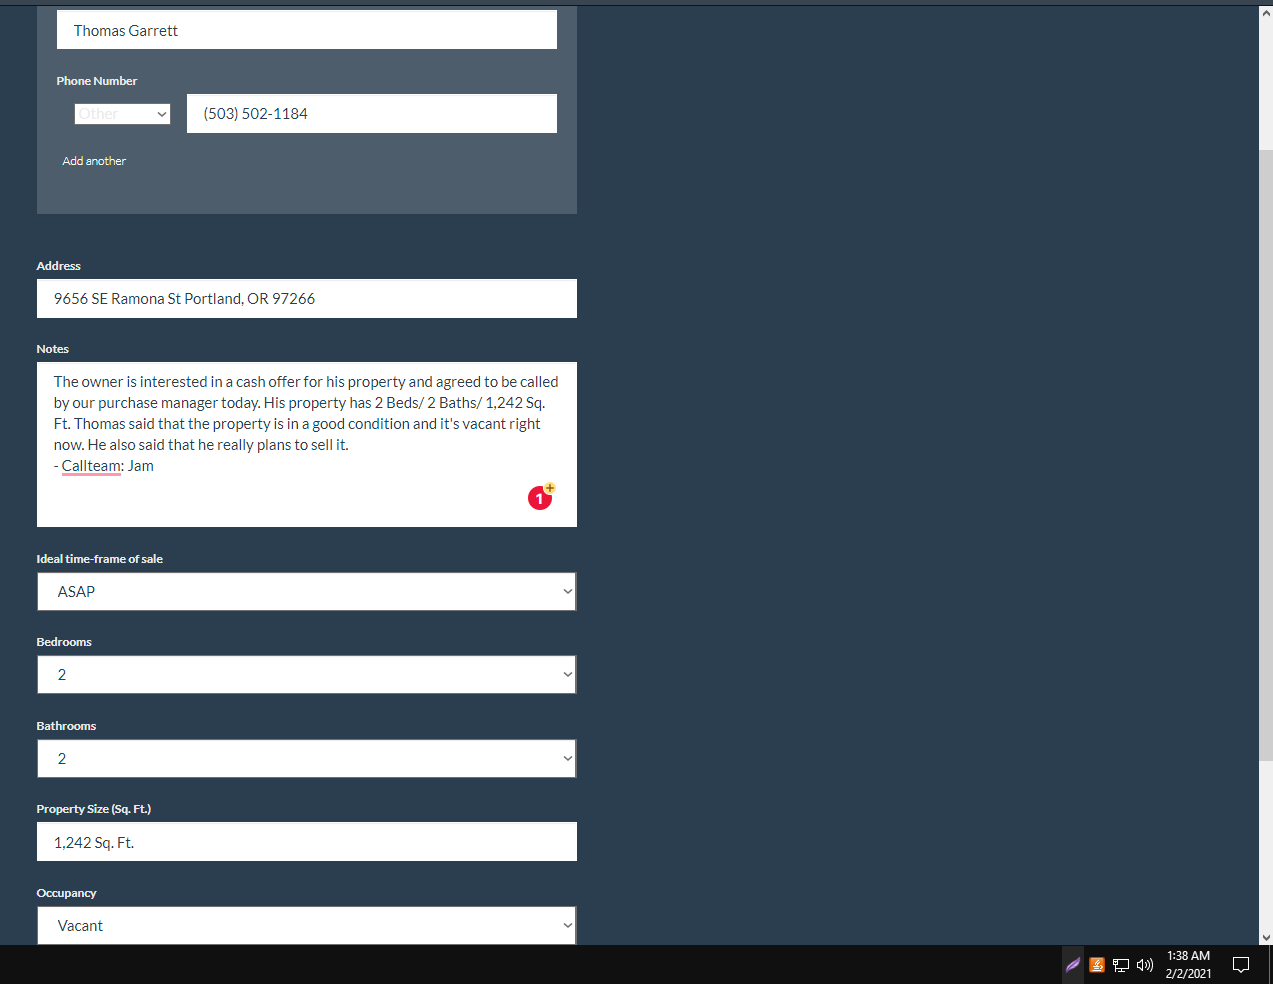 Thomas Garrett
Phone Number
Other
(503) 502-1184
Add another
Address
9656 SE Ramona St Portland, OR 97266
Notes
The owner is interested in a cash offer for his property and agreed to be called
by our purchase manager today. His property has 2 Beds/ 2 Baths/ 1,242 Sq.
Ft. Thomas said that the property is in a good condition and it's vacant right
now. He also said that he really plans to sell it.
- Callteam: Jam
1
Ideal time-frame of sale
ASAP
Bedrooms
2
Bathrooms
2
Property Size (Sq. Ft.)
1,242 Sq. Ft.
Occupancy
Vacant
1:38 AM
2/2/2021